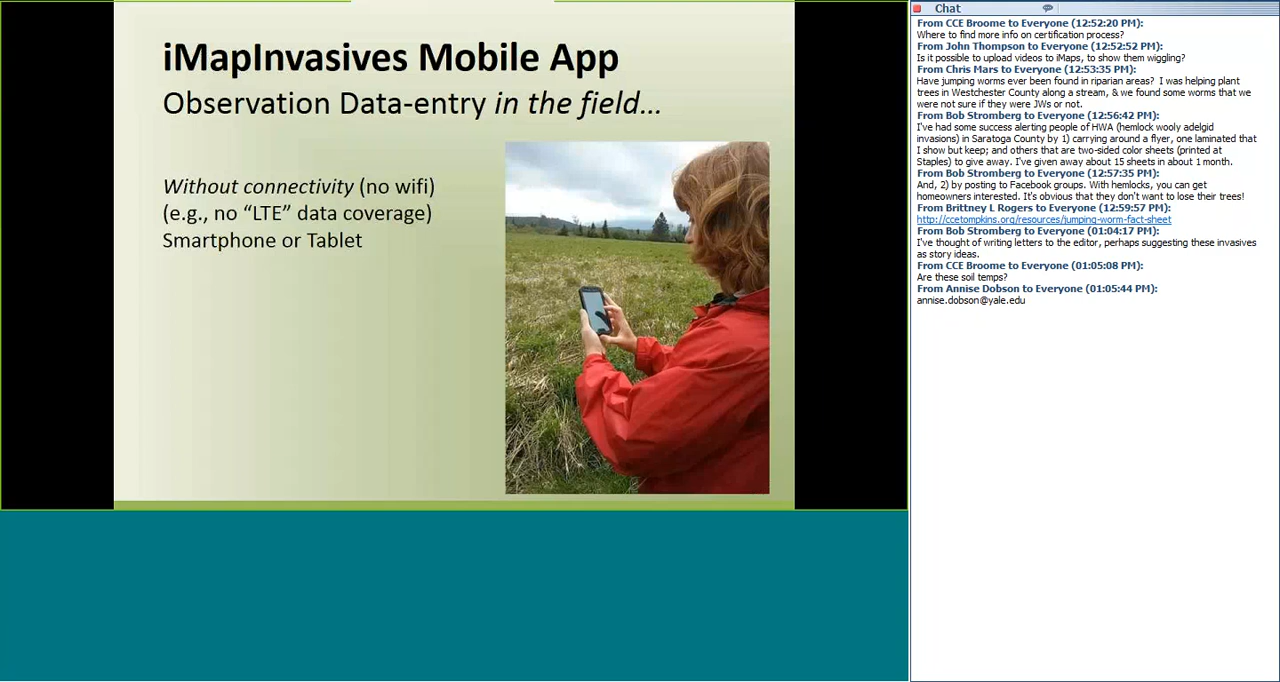 iMapInvasives Mobile App
Observation Data-entry in the field…
Without connectivity (no wifi)
(e.g., no “LTE” data coverage)
Smartphone or Tablet
Chat
From CCE Broome to Everyone (12:52:20 PM):
Where to find more info on certification process?
From John Thompson to Everyone (12:52:52 PM):
Is it possible to upload videos to iMaps, to show them wiggling?
From Chris Mars to Everyone (12:53:35 PM):
Have jumping worms ever been found in riparian areas?  I was helping plant
trees in Westchester County along a stream, & we found some worms that we
were not sure if they were JWs or not.
From Bob Stromberg to Everyone (12:56:42 PM):
I've had some success alerting people of HWA (hemlock wooly adelgid
invasions) in Saratoga County by 1) carrying around a flyer, one laminated that
I show but keep; and others that are two-sided color sheets (printed at
Staples) to give away. I've given away about 15 sheets in about 1 month.
From Bob Stromberg to Everyone (12:57:35 PM):
And, 2) by posting to Facebook groups. With hemlocks, you can get
homeowners interested. It's obvious that they don't want to lose their trees!
From Brittney L Rogers to Everyone (12:59:57 PM):
http://ccetompkins.org/resources/jumping-worm-fact-sheet
From Bob Stromberg to Everyone (01:04:17 PM):
I've thought of writing letters to the editor, perhaps suggesting these invasives
as story ideas.
From CCE Broome to Everyone (01:05:08 PM):
Are these soil temps?
From Annise Dobson to Everyone (01:05:44 PM):
annise.dobson@yale.edu